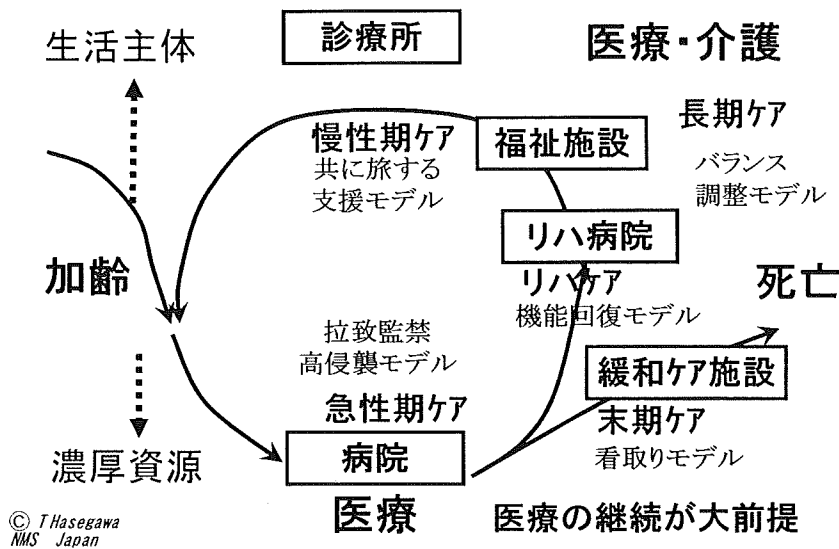 生活主体
診療所
医療・介護
慢性期ケア
共に旅する
支援モデル
福祉施設
長期ケア
バランス
調整モデル
リハ病院
リハケア
機能回復モデル
加齢
死亡
拉致監禁
高侵襲モデル
急性期ケア
病院
医療
緩和ケア施設
末期ケア
看取りモデル
濃厚資源
医療の継続が大前提
© T Hasegawa
NMS Japan